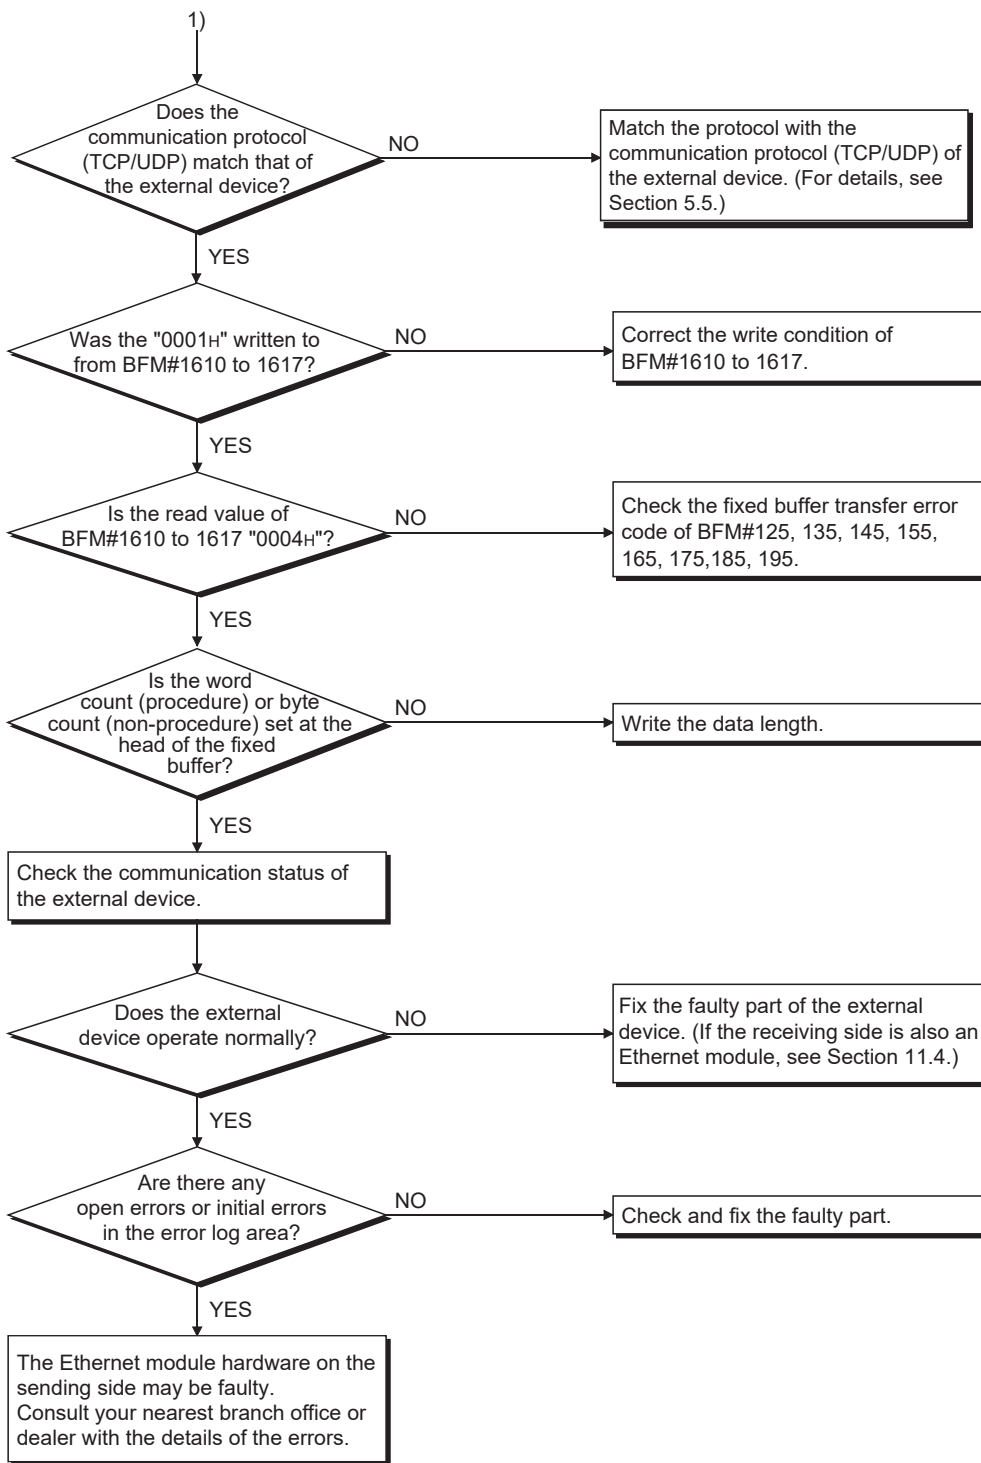 1)
Does the
communication protocol
(TCP/UDP) match that of
the external device?
NO
Match the protocol with the
communication protocol (TCP/UDP) of
the external device. (For details, see
Section 5.5.)
YES
Was the "0001H" written to
from BFM#1610 to 1617?
NO
Correct the write condition of
BFM#1610 to 1617.
YES
Is the read value of
BFM#1610 to 1617 "0004H"?
NO
Check the fixed buffer transfer error
code of BFM#125, 135, 145, 155,
165, 175,185, 195.
YES
Is the word
count (procedure) or byte
count (non-procedure) set at the
head of the fixed
buffer?
NO
Write the data length.
YES
Check the communication status of
the external device.
Does the external
device operate normally?
NO
Fix the faulty part of the external
device. (If the receiving side is also an
Ethernet module, see Section 11.4.)
YES
Are there any
open errors or initial errors
in the error log area?
NO
Check and fix the faulty part.
YES
The Ethernet module hardware on the
sending side may be faulty.
Consult your nearest branch office or
dealer with the details of the errors.